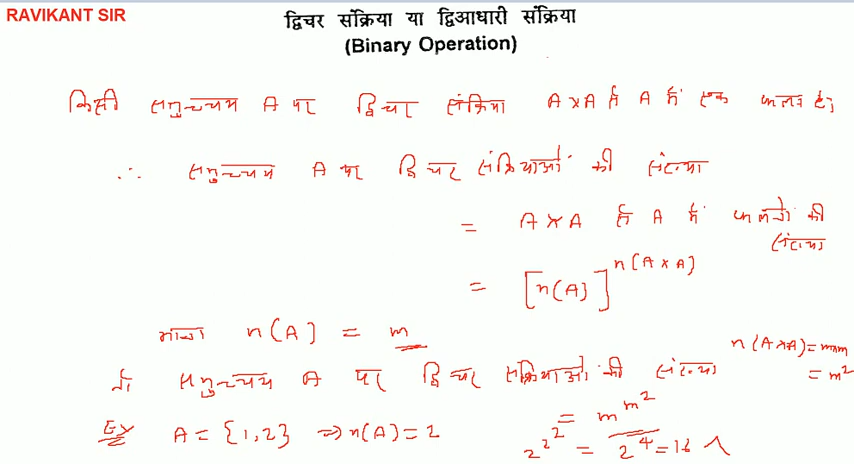 RAVIKANT SIR
द्विचर संक्रिया या द्विआधारी संक्रिया
(Binary Operation)
किसी समुच्चय A पर द्विचर संक्रिया A×A से A में एक फलन है।
∴ समुच्चय A पर द्विचर संक्रियाओं की संख्या
= A×A से A में फलनों की संख्या
= [n(A)]^{n(A×A)}
माना n(A) = m
n(A×A) = m×m
= m²
तो समुच्चय A पर द्विचर संक्रियाओं की संख्या
= m^{m²}
Ex A = {1,2} ⇒ n(A) = 2
2^{2²} = 2⁴ = 16